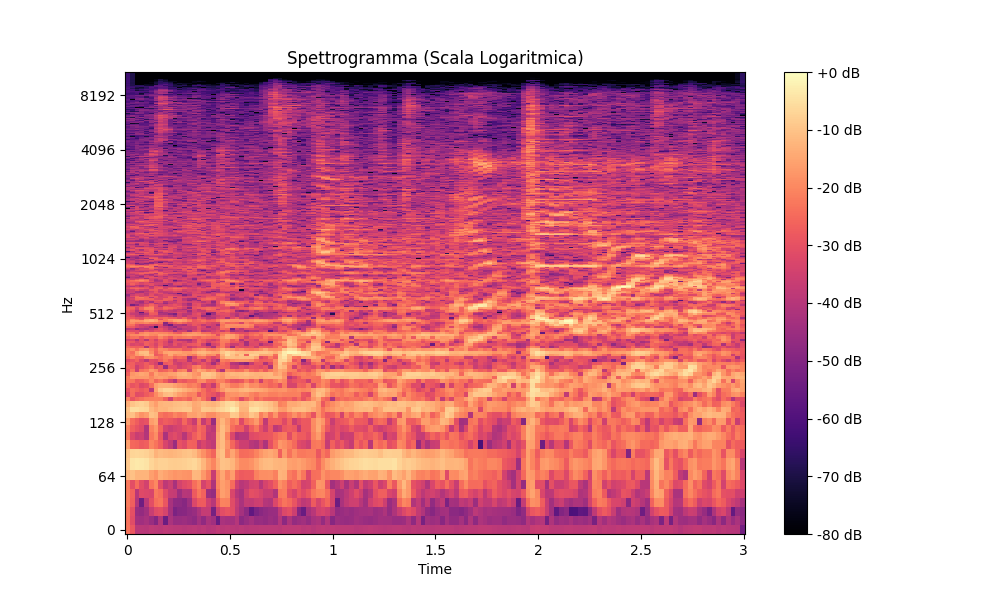 Spettrogramma (Scala Logaritmica)
Hz
8192
4096
2048
1024
512
256
128
64
0
0
0.5
1
1.5
2
2.5
3
Time
+0 dB
-10 dB
-20 dB
-30 dB
-40 dB
-50 dB
-60 dB
-70 dB
-80 dB